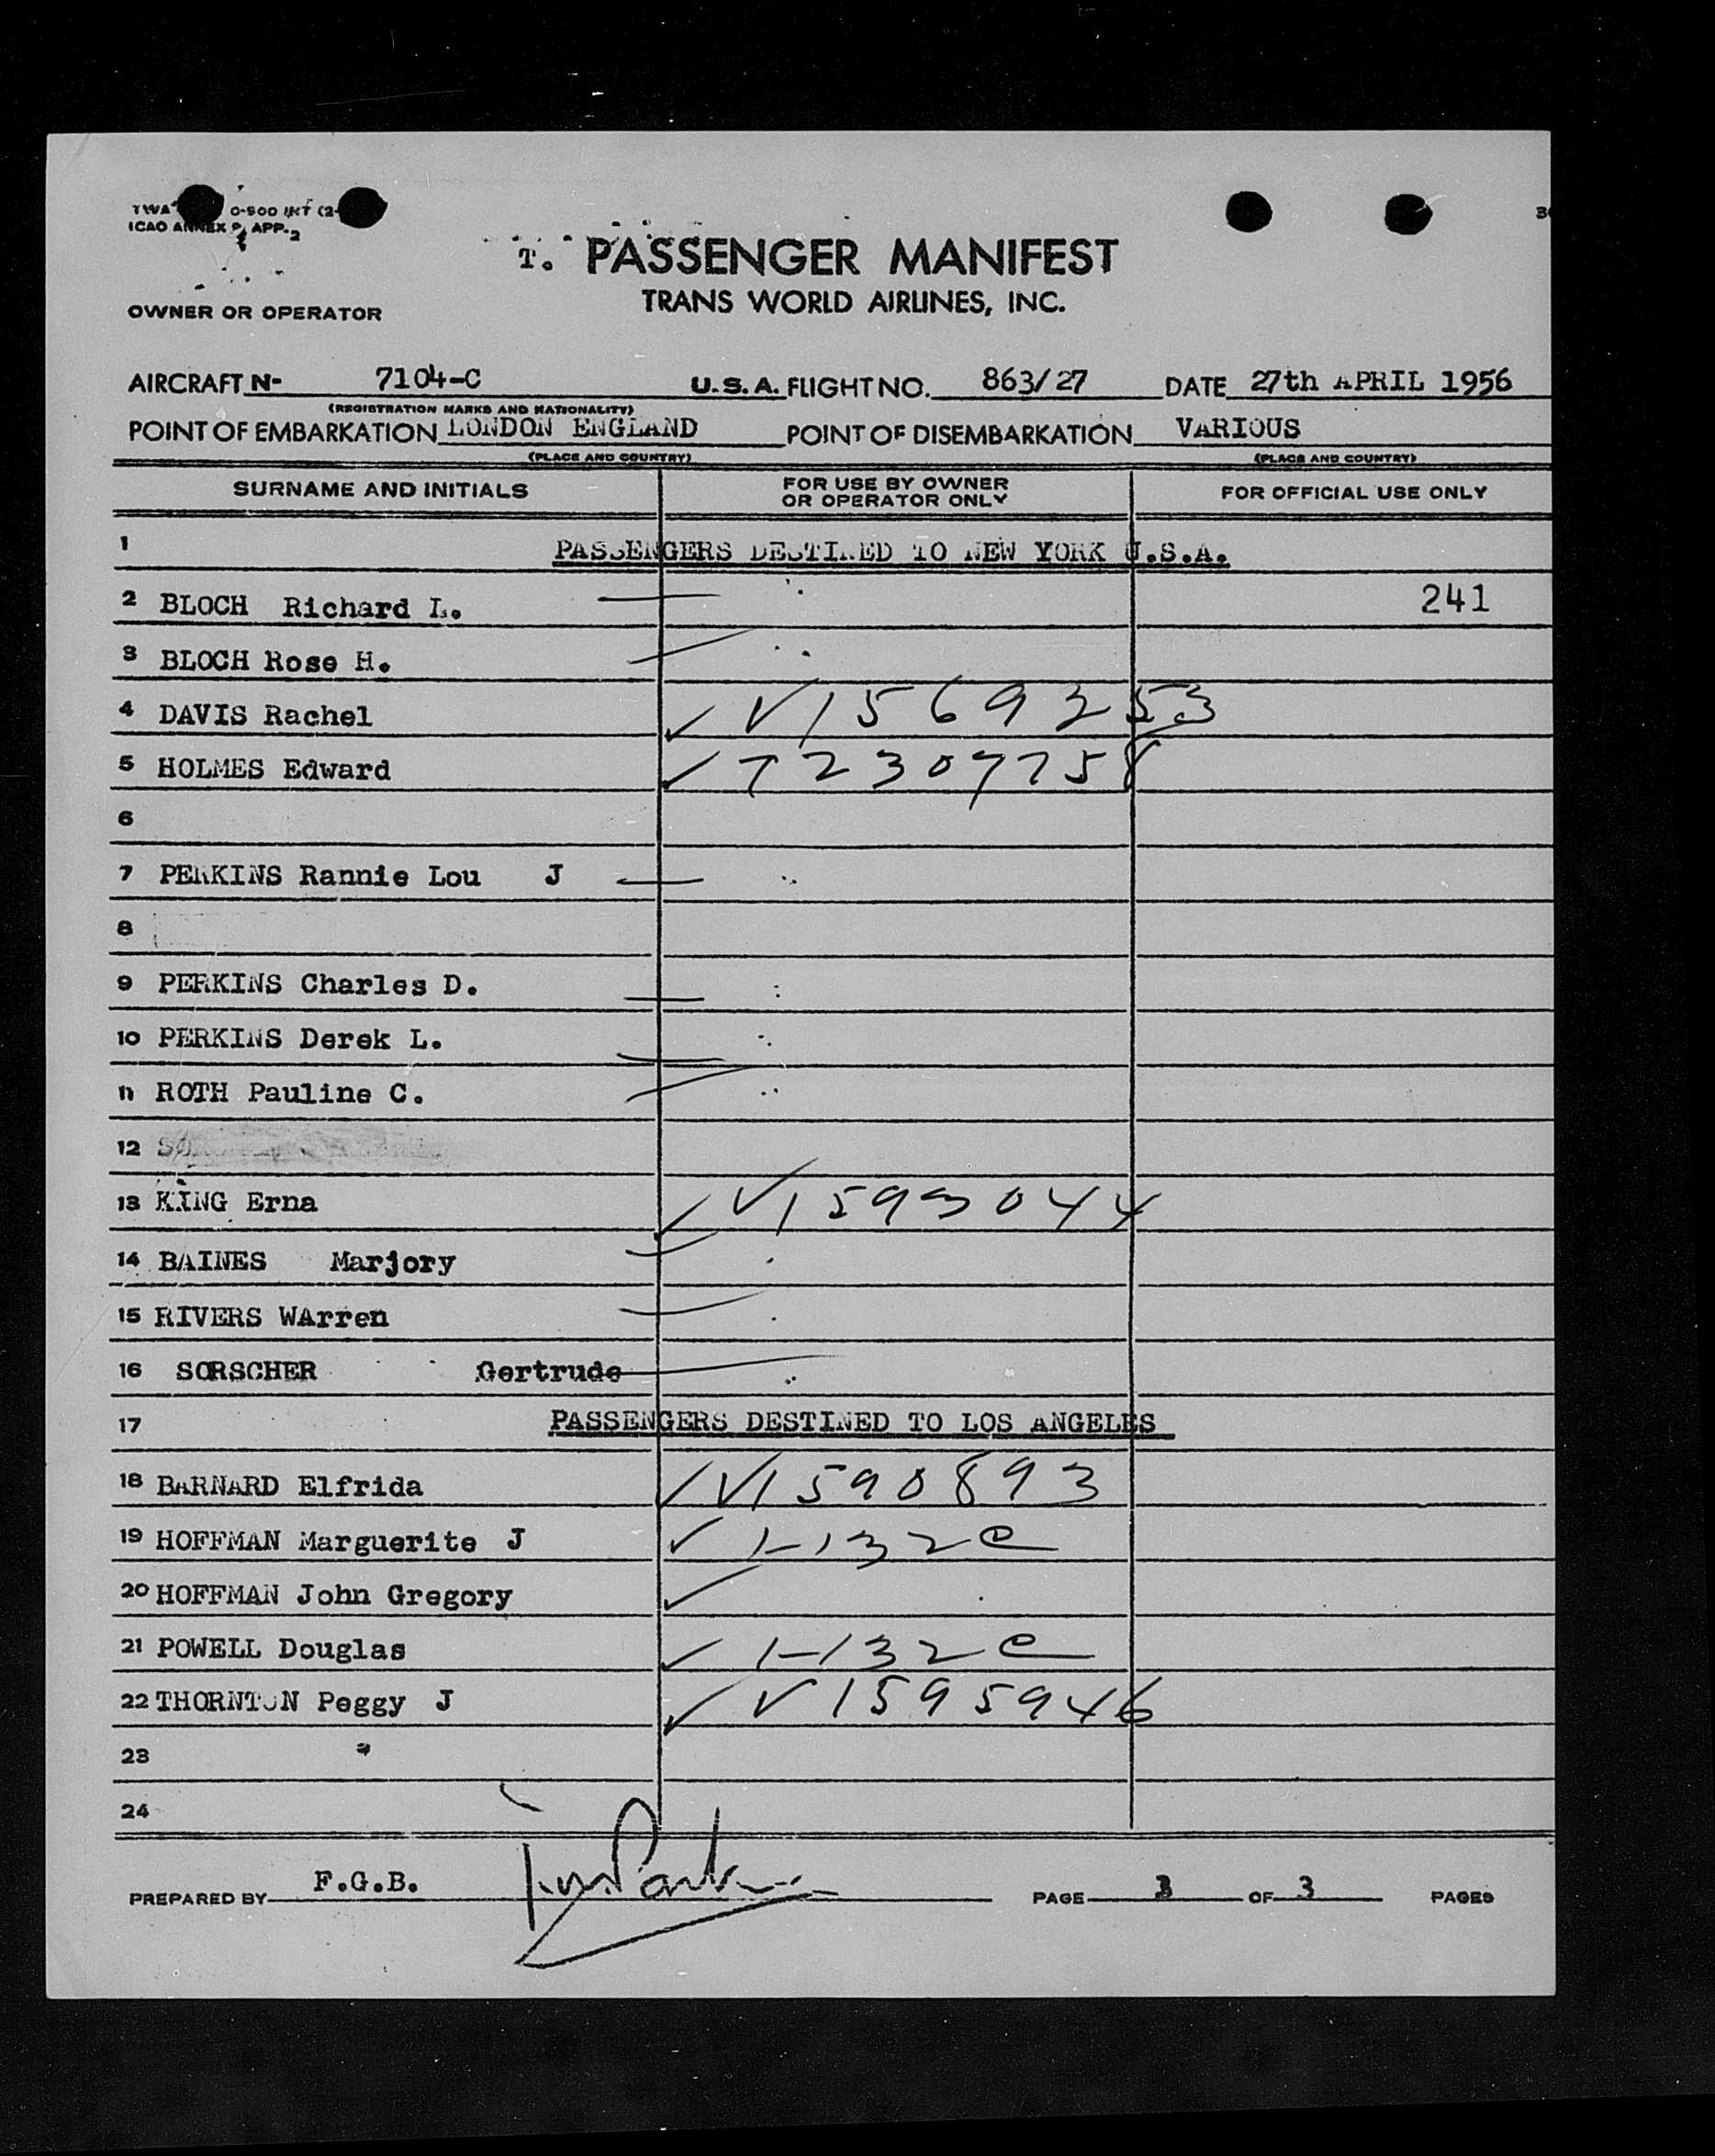 TWA O-500 INT (2-
ICAO ANNEX 9, APP. 2
T. PASSENGER MANIFEST
TRANS WORLD AIRLINES, INC.
OWNER OR OPERATOR
AIRCRAFT N- 7104-C U.S.A. FLIGHT NO. 863/27 DATE 27th APRIL 1956
(REGISTRATION MARKS AND NATIONALITY)
POINT OF EMBARKATION LONDON ENGLAND POINT OF DISEMBARKATION VARIOUS
(PLACE AND COUNTRY) (PLACE AND COUNTRY)
SURNAME AND INITIALS FOR USE BY OWNER OR OPERATOR ONLY FOR OFFICIAL USE ONLY
1 PASSENGERS DESTINED TO NEW YORK U.S.A.
2 BLOCH Richard L. 241
3 BLOCH Rose H.
4 DAVIS Rachel ✓ V1569253
5 HOLMES Edward ✓ T2307758
6
7 PERKINS Rannie Lou J
8
9 PERKINS Charles D.
10 PERKINS Derek L.
11 ROTH Pauline C.
12
13 KING Erna ✓ V1593044
14 BAINES Marjory
15 RIVERS WArren
16 SORSCHER Gertrude
17 PASSENGERS DESTINED TO LOS ANGELES
18 BARNARD Elfrida ✓ V1590893
19 HOFFMAN Marguerite J ✓ 1-132e
20 HOFFMAN John Gregory ✓
21 POWELL Douglas ✓ 1-132e
22 THORNTON Peggy J ✓ V1595946
23
24
PREPARED BY F.G.B. PAGE 3 OF 3 PAGES